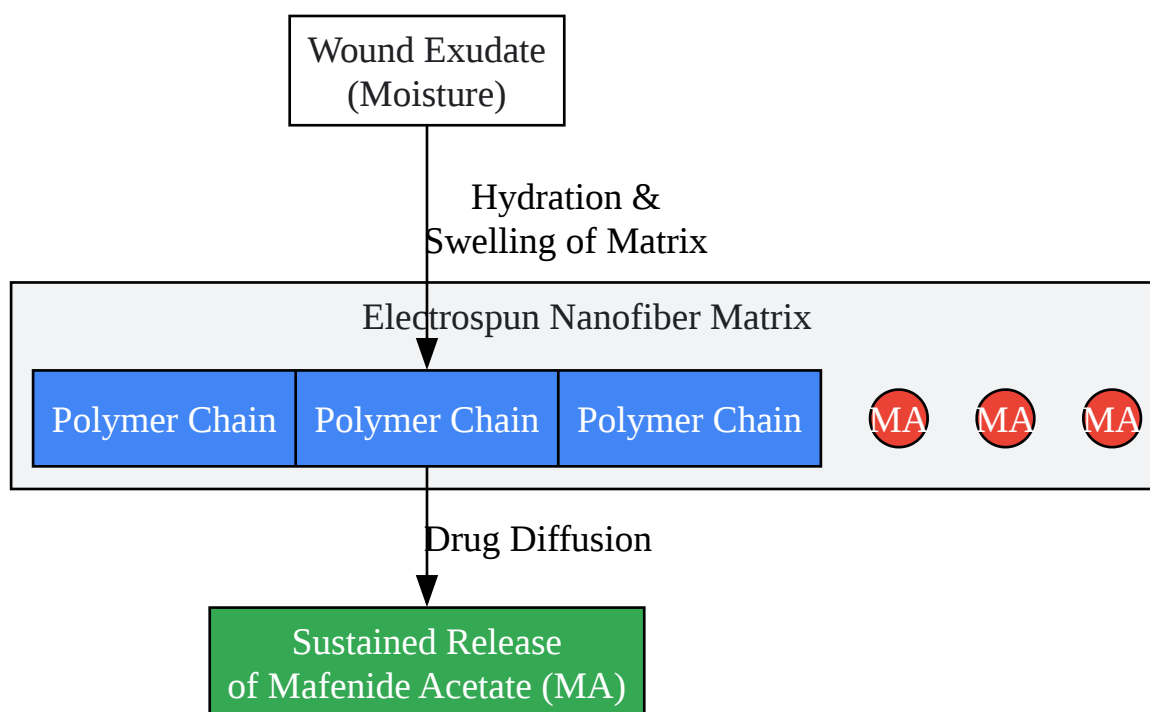 Wound Exudate
(Moisture)
Hydration &
Swelling of Matrix
Electrospun Nanofiber Matrix
Polymer Chain Polymer Chain Polymer Chain MA MA MA
Drug Diffusion
Sustained Release
of Mafenide Acetate (MA)